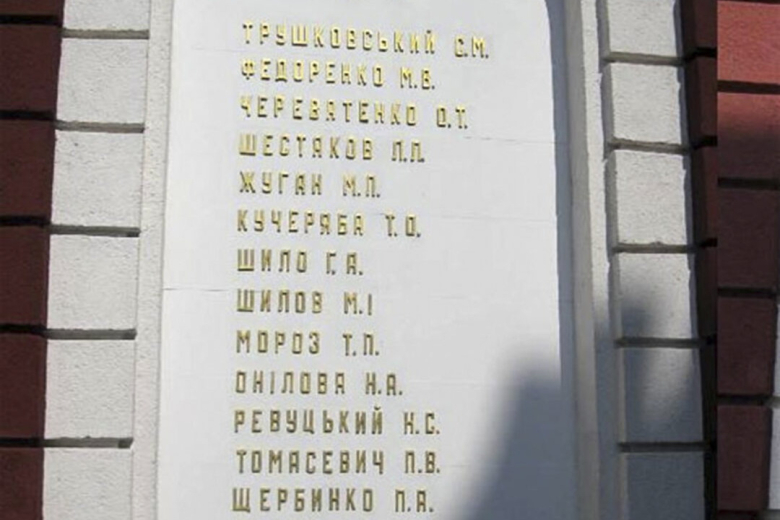 ТРУШКОВСЬКИЙ С.М.
ФЕДОРЕНКО М.В.
ЧЕРЕВАТЕНКО О.Т.
ШЕСТАКОВ Л.Л.
ЖУГАН М.П.
КУЧЕРЯБА Т.О.
ШИЛО Г.А.
ШИЛОВ М.І
МОРОЗ Т.П.
ОНІЛОВА Н.А.
РЕВУЦЬКИЙ Н.С.
ТОМАСЕВИЧ П.В.
ЩЕРБИНКО П.А.